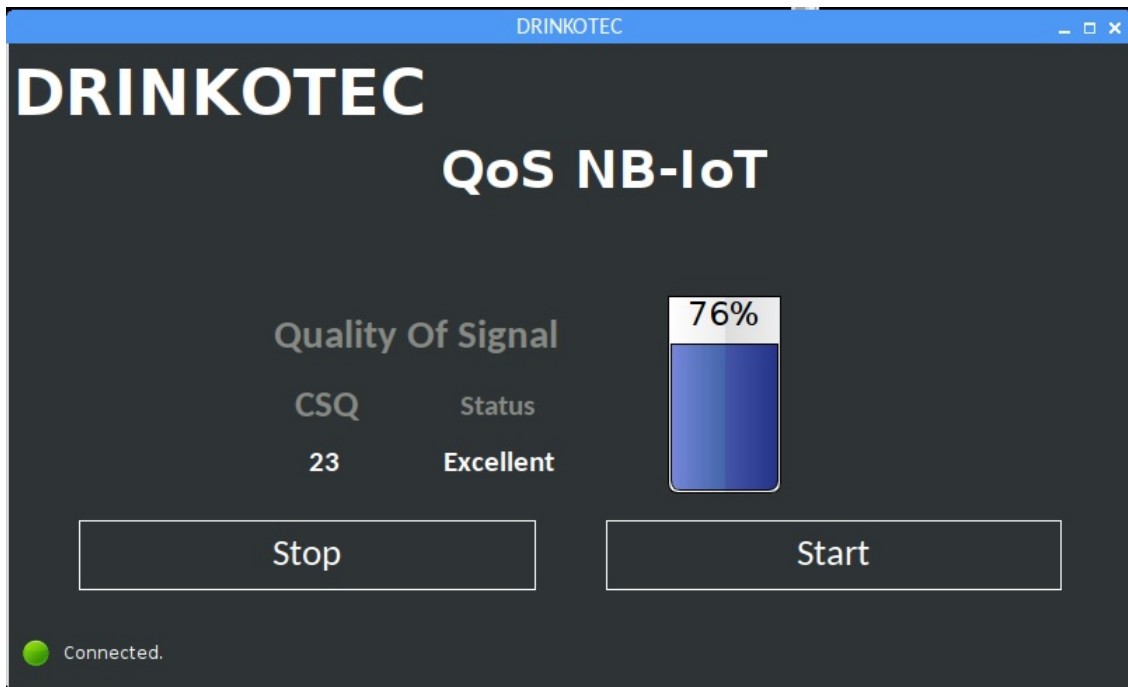 DRINKOTEC
DRINKOTEC
QoS NB-IoT
76%
Quality Of Signal
CSQ Status
23 Excellent
Stop Start
Connected.